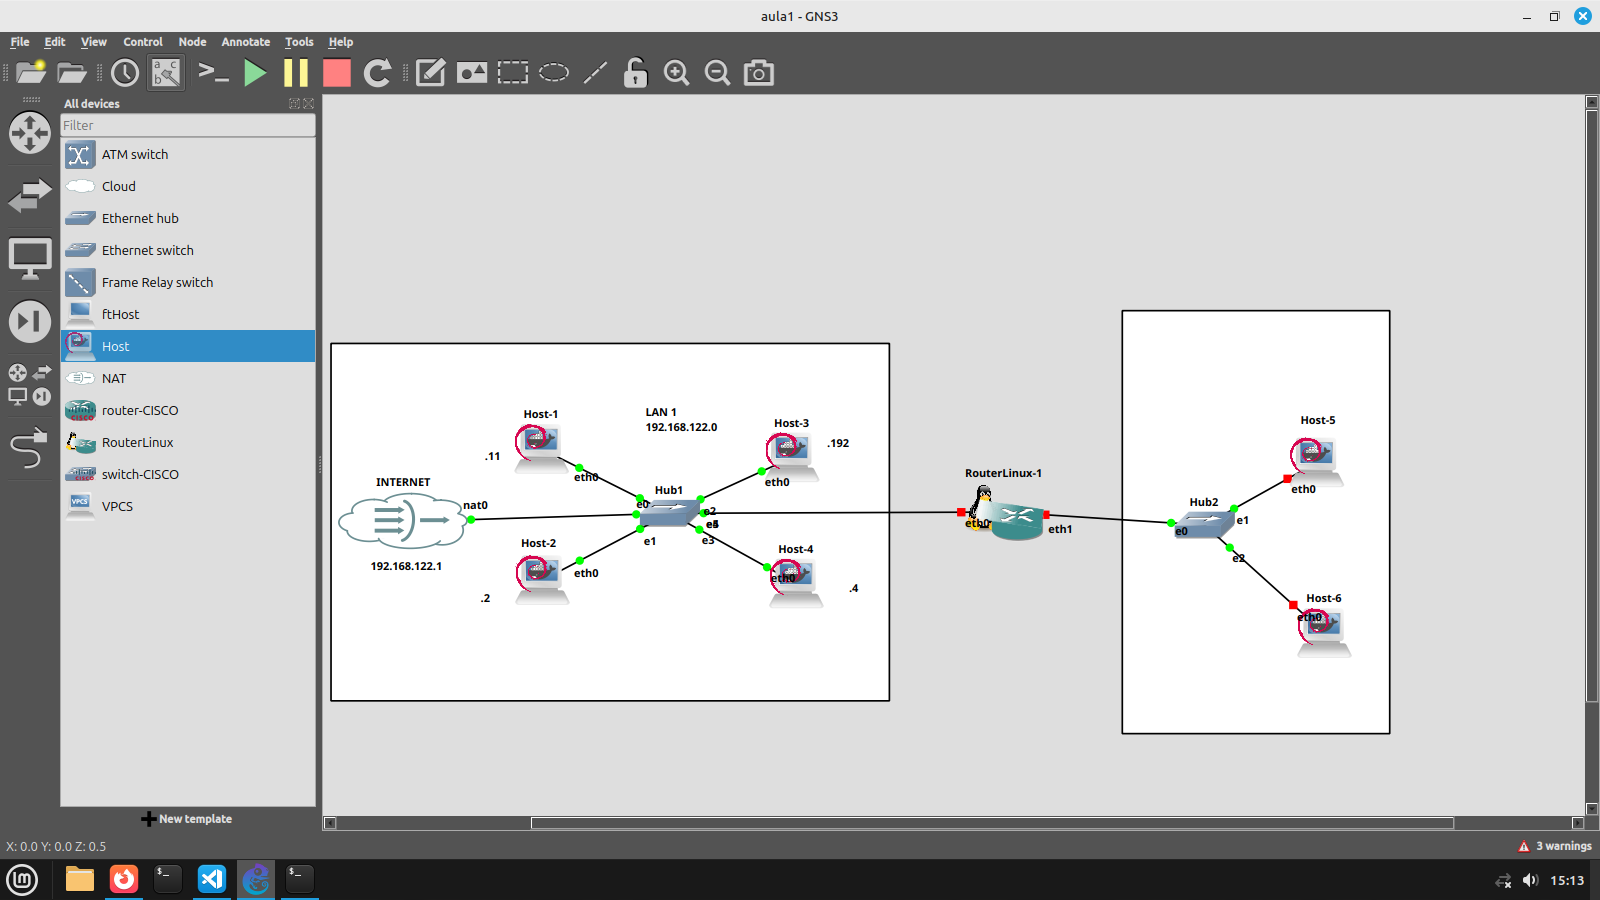 aula1 - GNS3
File Edit View Control Node Annotate Tools Help
All devices
Filter
ATM switch
Cloud
Ethernet hub
Ethernet switch
Frame Relay switch
ftHost
Host
NAT
router-CISCO
RouterLinux
switch-CISCO
VPCS
New template
Host-1
.11
eth0
LAN 1
192.168.122.0
Host-3
.192
eth0
INTERNET
nat0
192.168.122.1
Hub1
e0
e2
e1
e3
Host-2
eth0
.2
Host-4
eth0
.4
RouterLinux-1
eth0
eth1
Host-5
eth0
Hub2
e0
e1
e2
Host-6
eth0
X: 0.0 Y: 0.0 Z: 0.5
3 warnings
15:13